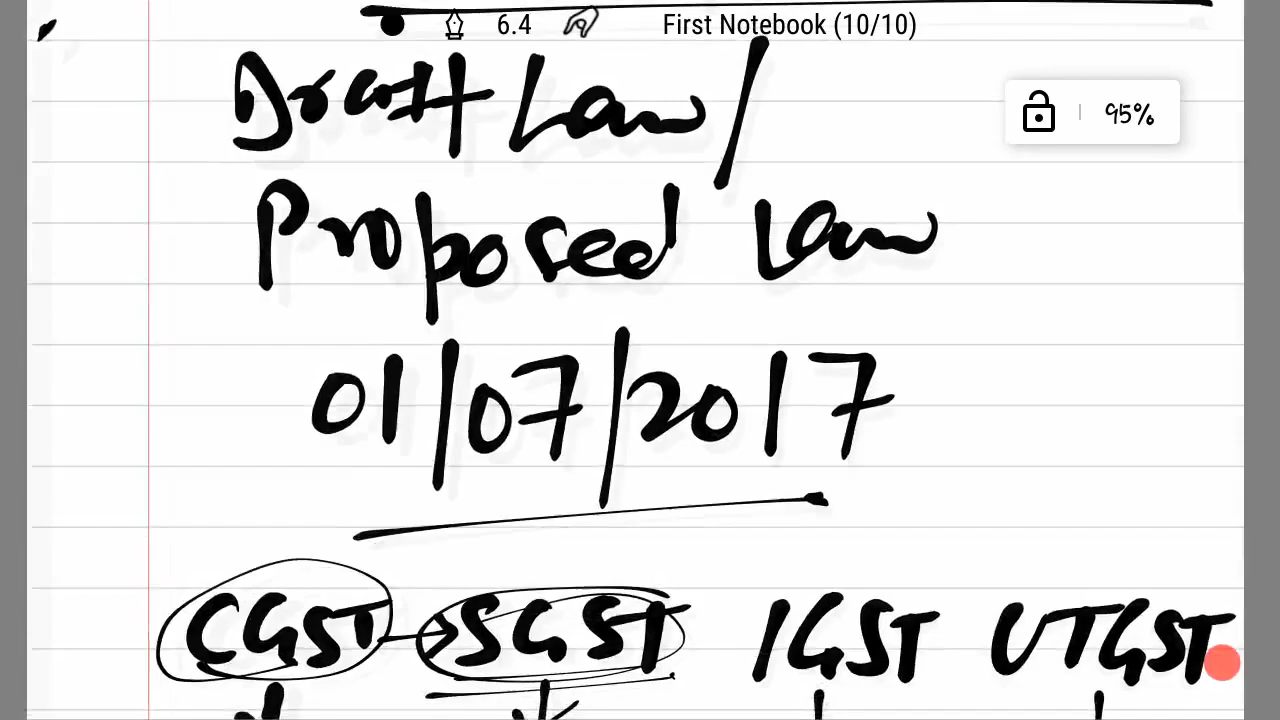 6.4 First Notebook (10/10)
95%
Draft Law/
Proposed Law
01/07/2017
CGST → SGST IGST UTGST